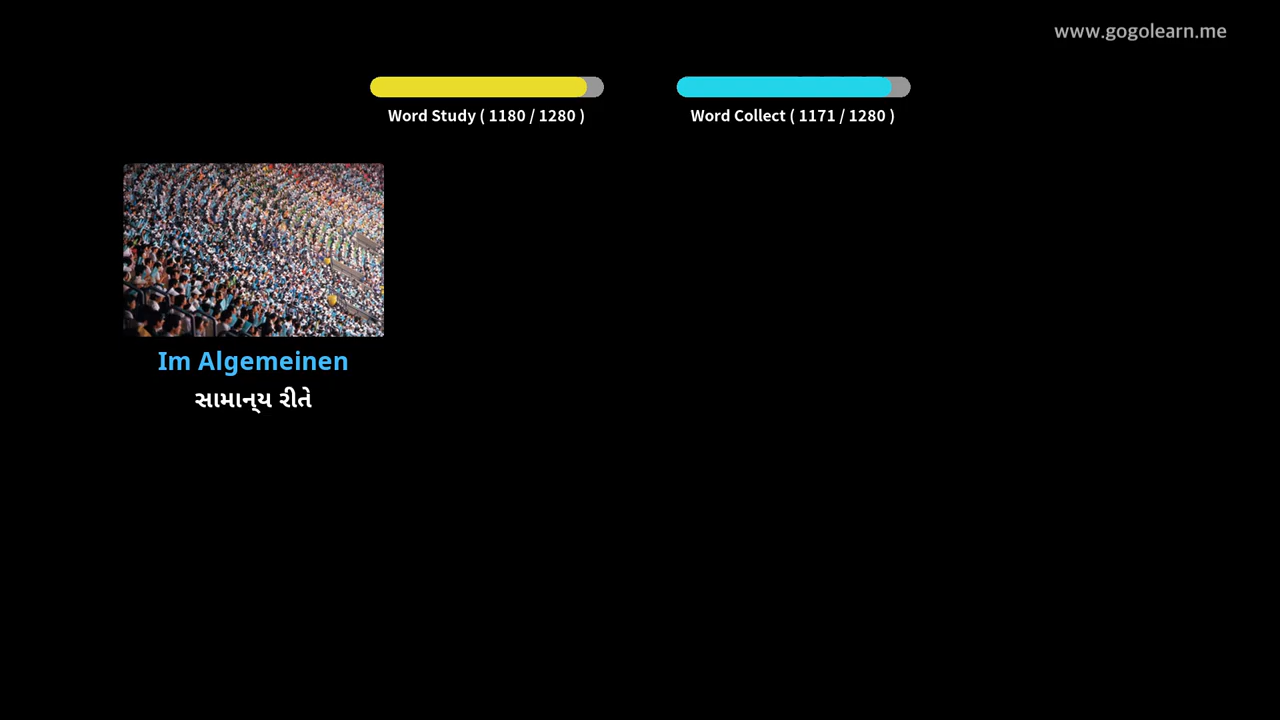 www.gogolearn.me
Word Study ( 1180 / 1280 )
Word Collect ( 1171 / 1280 )
Im Algemeinen
સામાન્ય રીતે